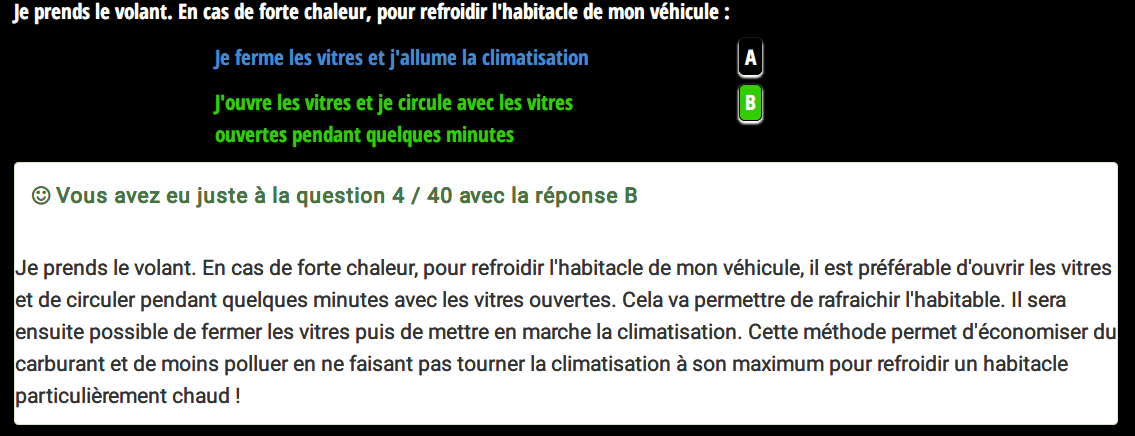 Je prends le volant. En cas de forte chaleur, pour refroidir l'habitacle de mon véhicule :
Je ferme les vitres et j'allume la climatisation A
J'ouvre les vitres et je circule avec les vitres B
ouvertes pendant quelques minutes
☺ Vous avez eu juste à la question 4 / 40 avec la réponse B
Je prends le volant. En cas de forte chaleur, pour refroidir l'habitacle de mon véhicule, il est préférable d'ouvrir les vitres
et de circuler pendant quelques minutes avec les vitres ouvertes. Cela va permettre de rafraichir l'habitable. Il sera
ensuite possible de fermer les vitres puis de mettre en marche la climatisation. Cette méthode permet d'économiser du
carburant et de moins polluer en ne faisant pas tourner la climatisation à son maximum pour refroidir un habitacle
particulièrement chaud !